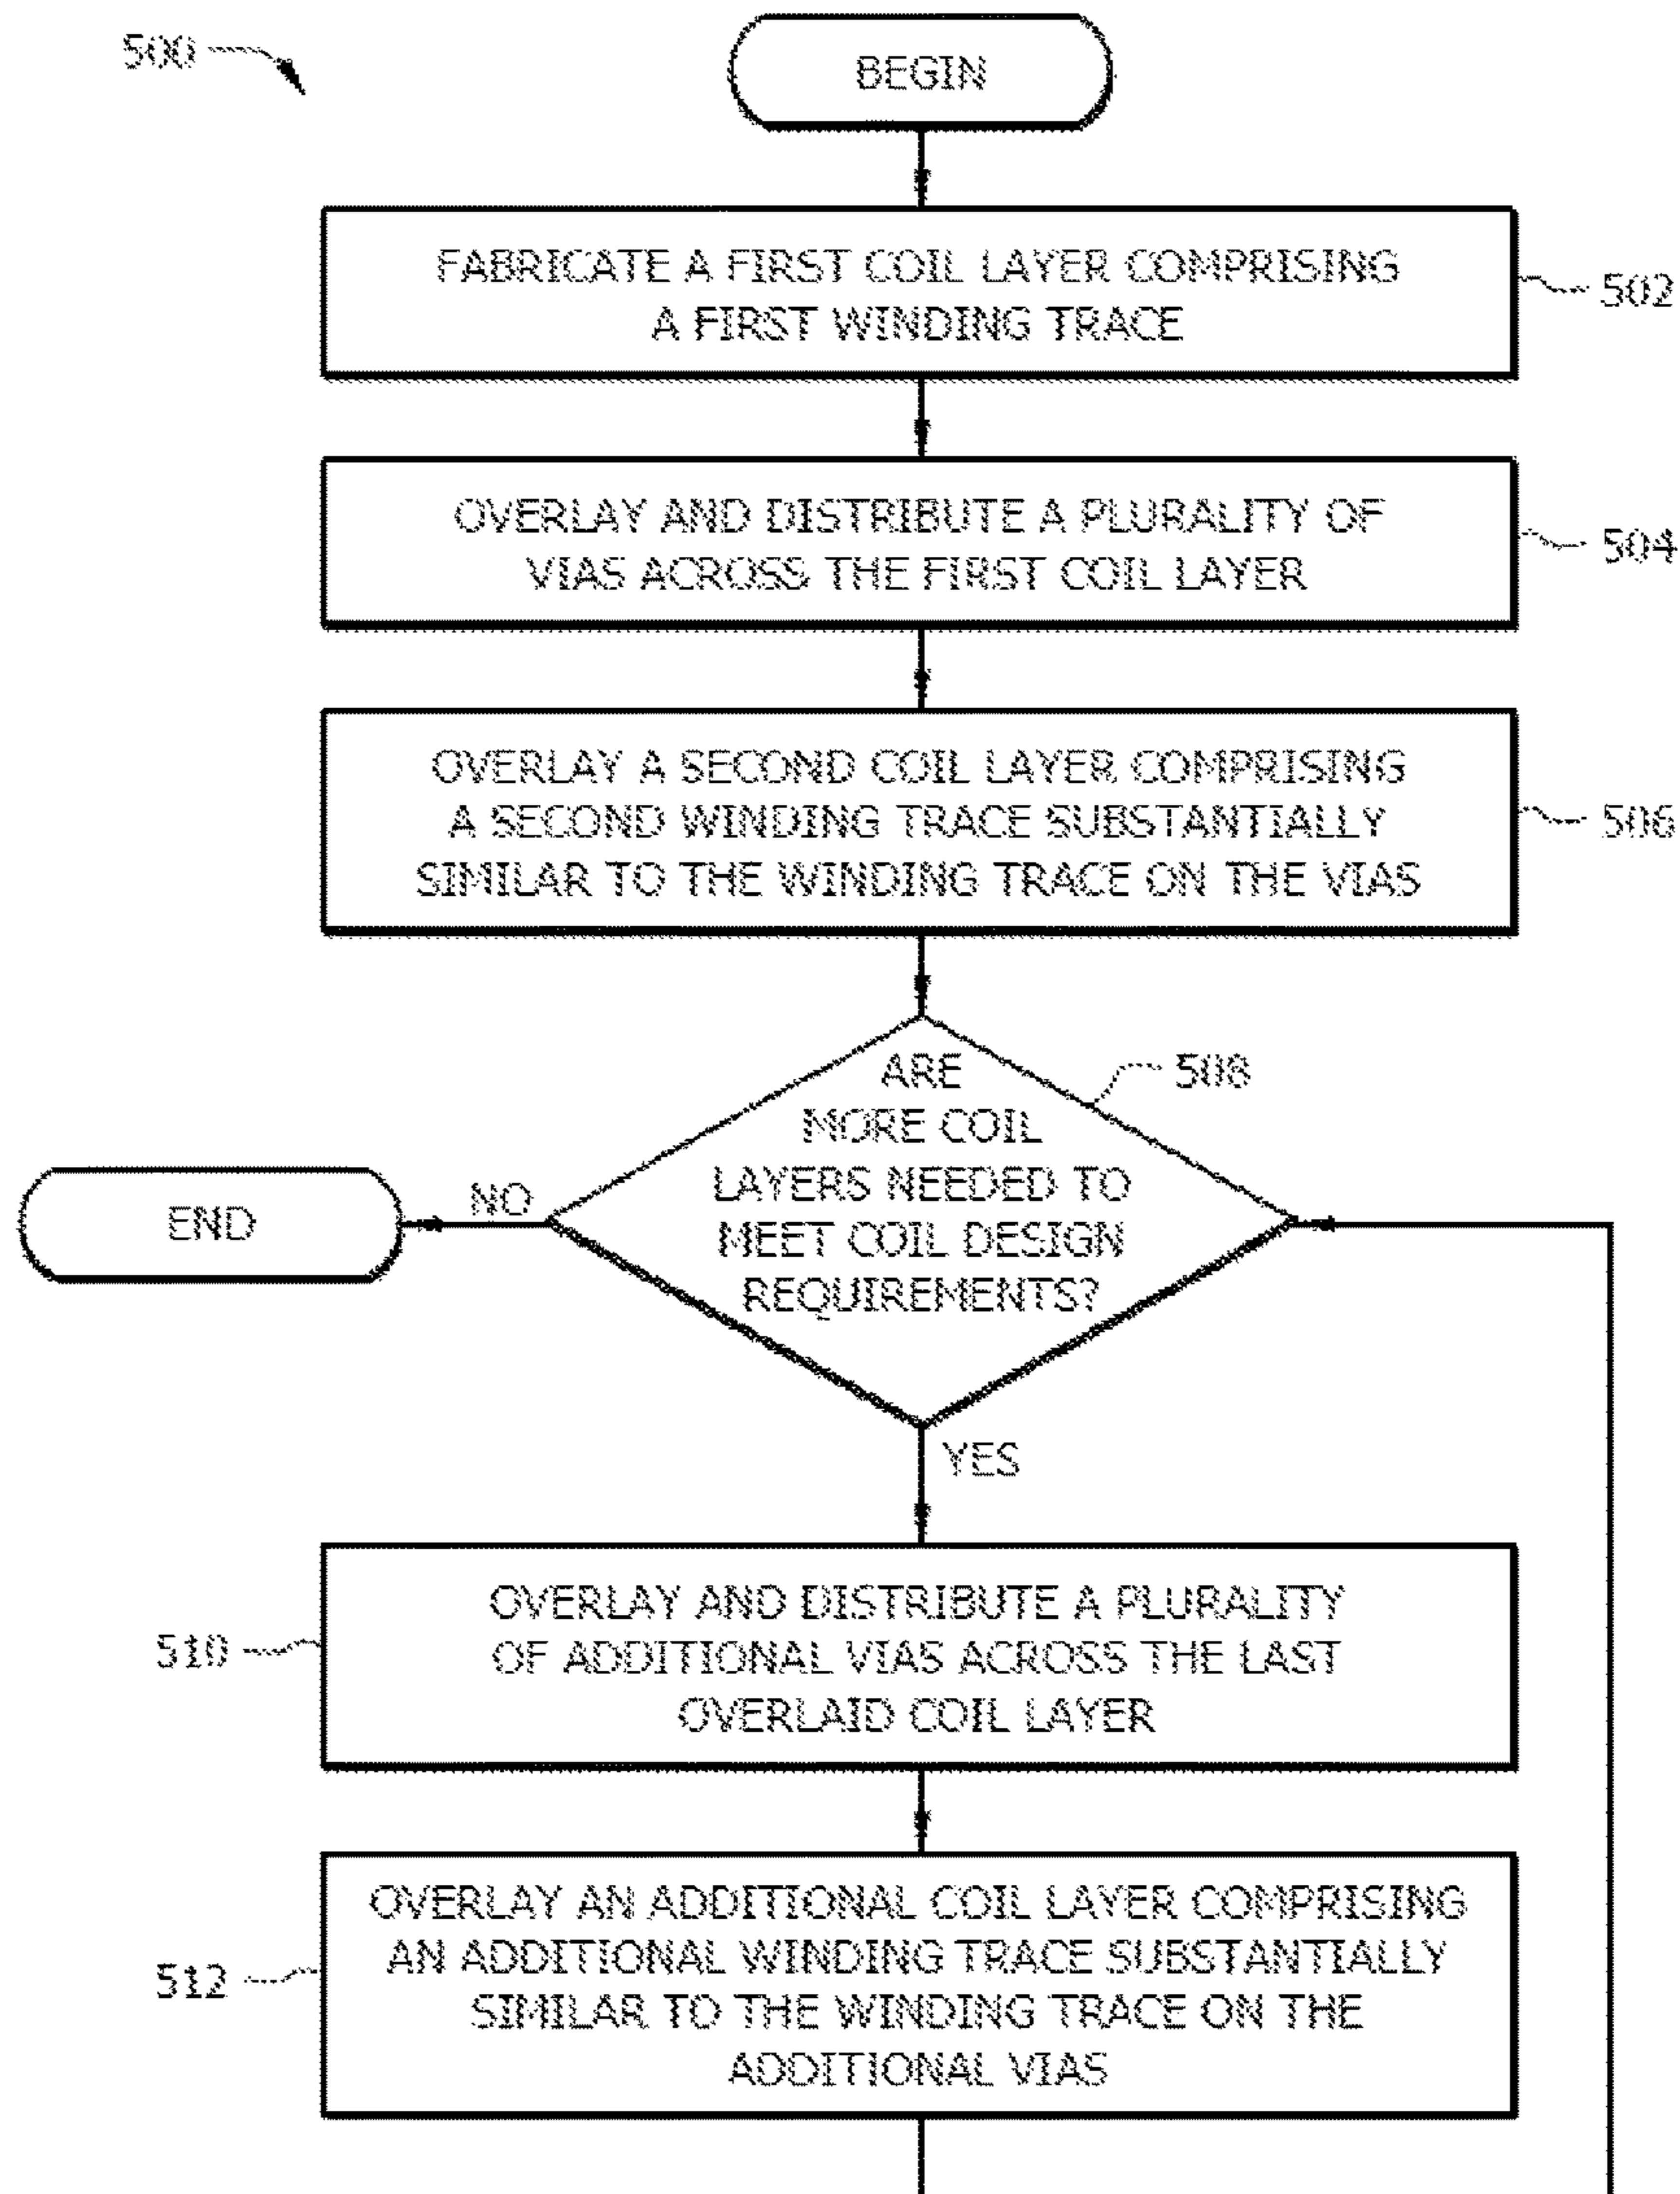 500
BEGIN
FABRICATE A FIRST COIL LAYER COMPRISING
A FIRST WINDING TRACE
502
OVERLAY AND DISTRIBUTE A PLURALITY OF
VIAS ACROSS THE FIRST COIL LAYER
504
OVERLAY A SECOND COIL LAYER COMPRISING
A SECOND WINDING TRACE SUBSTANTIALLY
SIMILAR TO THE WINDING TRACE ON THE VIAS
506
ARE
MORE COIL
LAYERS NEEDED TO
MEET COIL DESIGN
REQUIREMENTS?
508
NO
END
YES
OVERLAY AND DISTRIBUTE A PLURALITY
OF ADDITIONAL VIAS ACROSS THE LAST
OVERLAID COIL LAYER
510
OVERLAY AN ADDITIONAL COIL LAYER COMPRISING
AN ADDITIONAL WINDING TRACE SUBSTANTIALLY
SIMILAR TO THE WINDING TRACE ON THE
ADDITIONAL VIAS
512